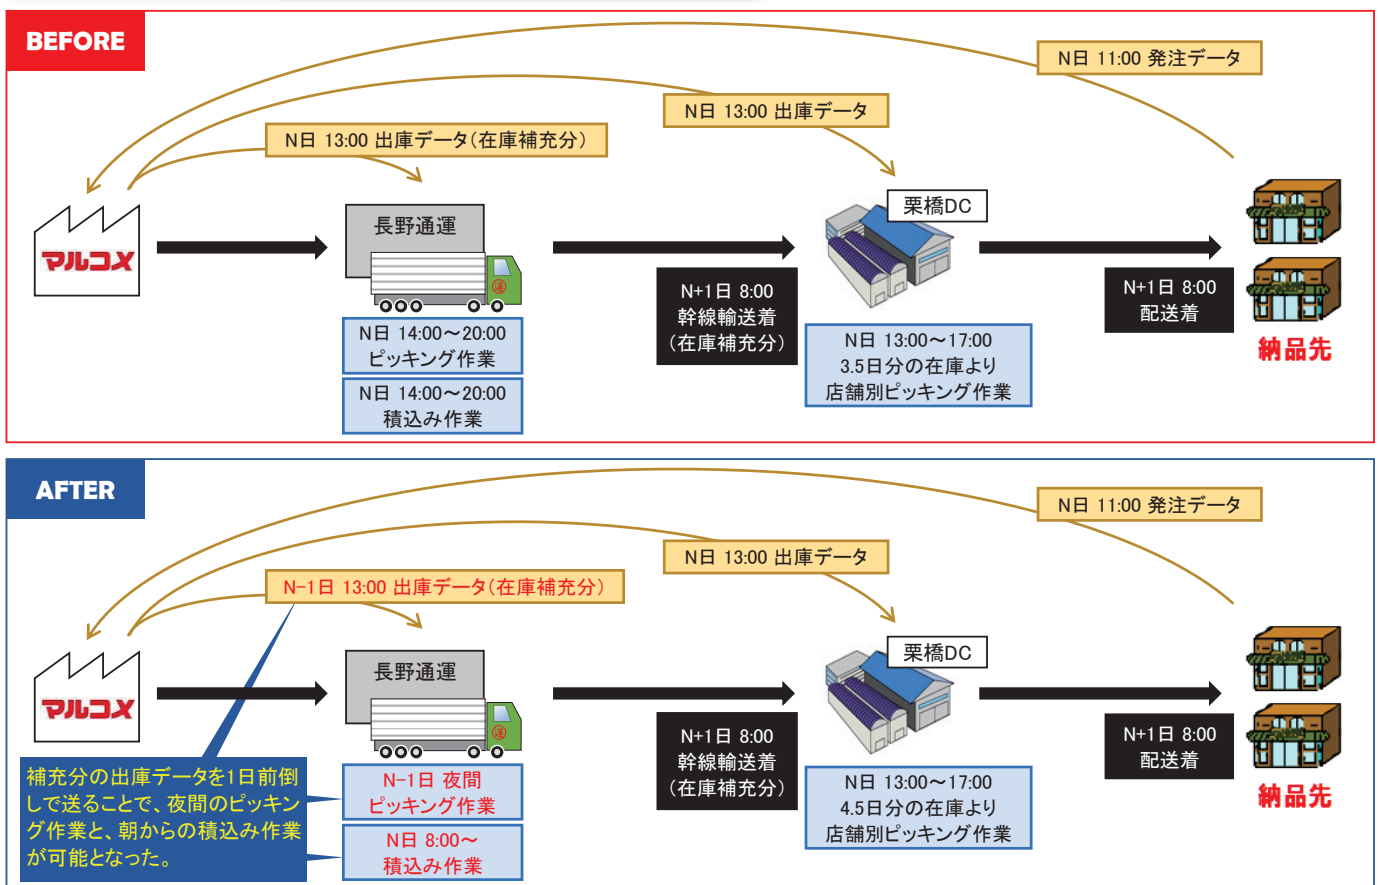 BEFORE
N日 11:00 発注データ
N日 13:00 出庫データ
N日 13:00 出庫データ(在庫補充分)
マルコメ
長野通運
運
栗橋DC
N日 14:00～20:00
ピッキング作業
N日 14:00～20:00
積込み作業
N+1日 8:00
幹線輸送着
(在庫補充分)
N日 13:00～17:00
3.5日分の在庫より
店舗別ピッキング作業
N+1日 8:00
配送着
納品先
AFTER
N日 11:00 発注データ
N日 13:00 出庫データ
N-1日 13:00 出庫データ(在庫補充分)
マルコメ
長野通運
運
栗橋DC
補充分の出庫データを1日前倒
しで送ることで、夜間のピッキン
グ作業と、朝からの積込み作業
が可能となった。
N-1日 夜間
ピッキング作業
N日 8:00～
積込み作業
N+1日 8:00
幹線輸送着
(在庫補充分)
N日 13:00～17:00
4.5日分の在庫より
店舗別ピッキング作業
N+1日 8:00
配送着
納品先